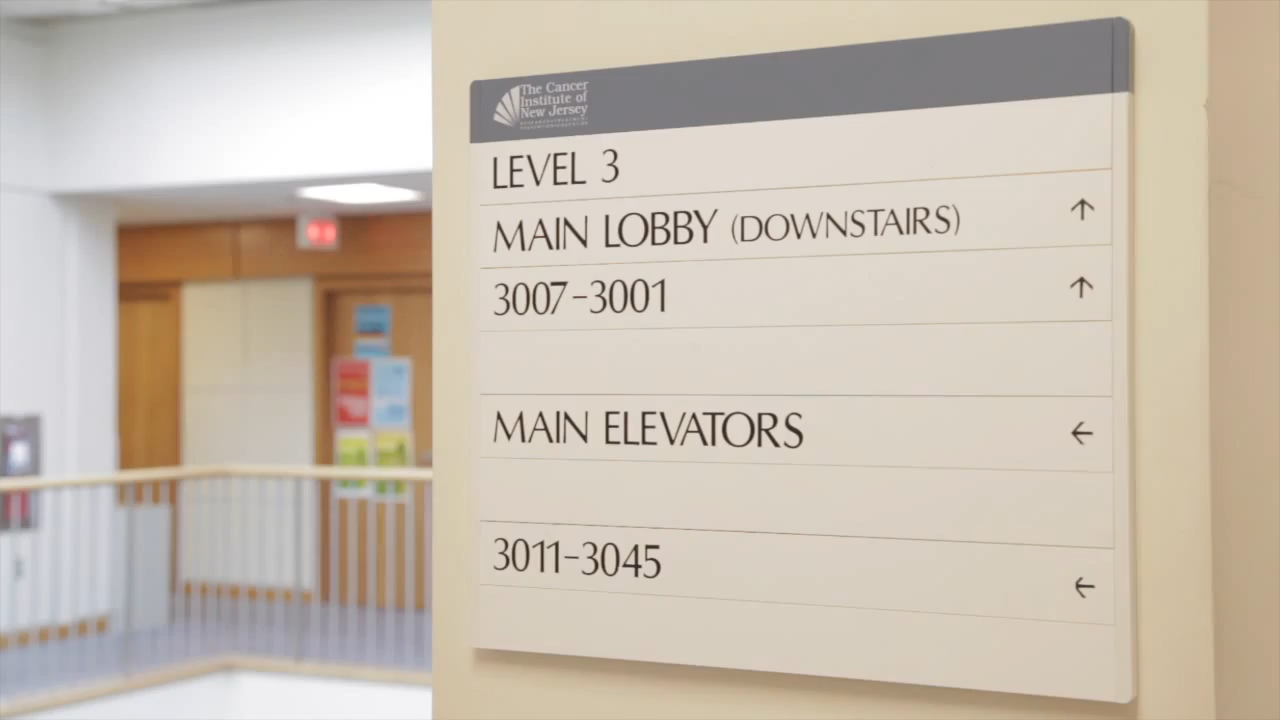 The Cancer
Institute of
New Jersey
LEVEL 3
MAIN LOBBY (DOWNSTAIRS) ↑
3007-3001 ↑
MAIN ELEVATORS ←
3011-3045 ←